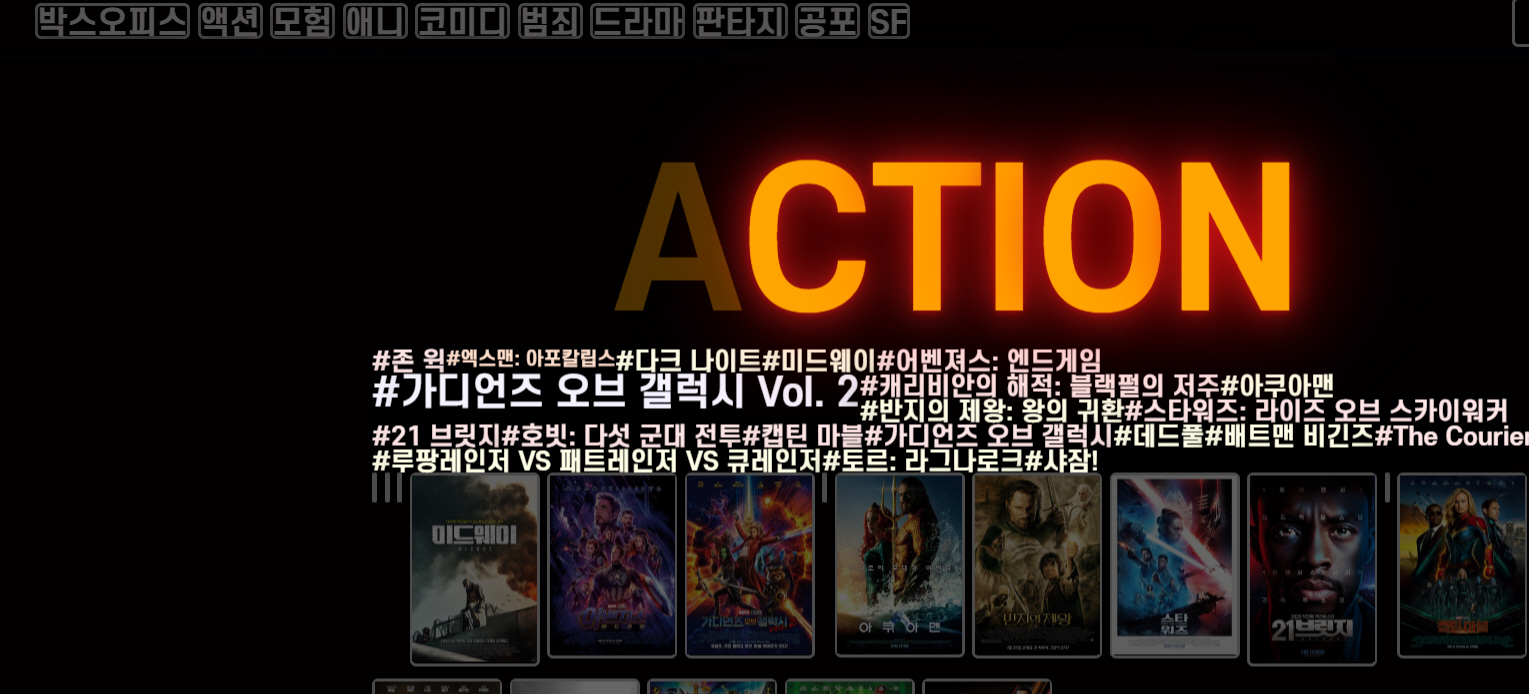 박스오피스 액션 모험 애니 코미디 범죄 드라마 판타지 공포 SF
ACTION
#존 윅#엑스맨: 아포칼립스#다크 나이트#미드웨이#어벤져스: 엔드게임
#가디언즈 오브 갤럭시 Vol. 2#캐리비안의 해적: 블랙펄의 저주#아쿠아맨
#반지의 제왕: 왕의 귀환#스타워즈: 라이즈 오브 스카이워커
#21 브릿지#호빗: 다섯 군대 전투#캡틴 마블#가디언즈 오브 갤럭시#데드풀#배트맨 비긴즈#The Courier
#루팡레인저 VS 패트레인저 VS 큐레인저#토르: 라그나로크#샤잠!
미드웨이
가디언즈 오브 갤럭시
아쿠아맨
반지의 제왕
스타
워즈
21브릿지
캡틴 마블